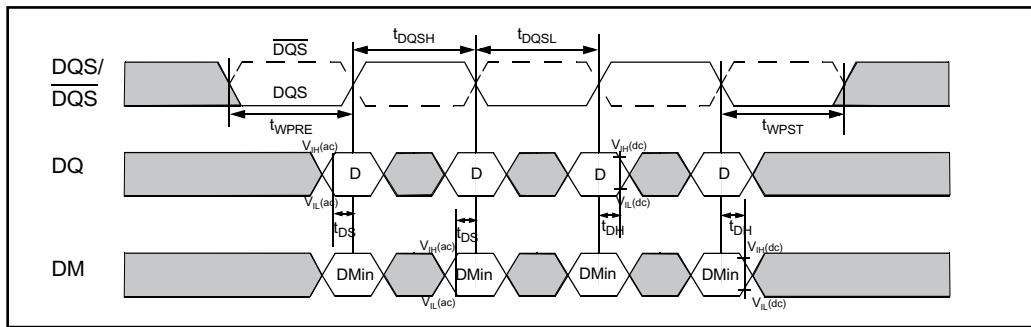 DQS/
DQS
DQS
DQS
tDQSH
tDQSL
tWPRE
tWPST
DQ
VIH(ac)
VIH(dc)
D
D
D
D
VIL(ac)
VIL(dc)
tDS
tDS
tDH
tDH
DM
VIH(ac)
VIH(dc)
DMin
DMin
DMin
DMin
VIL(ac)
VIL(dc)